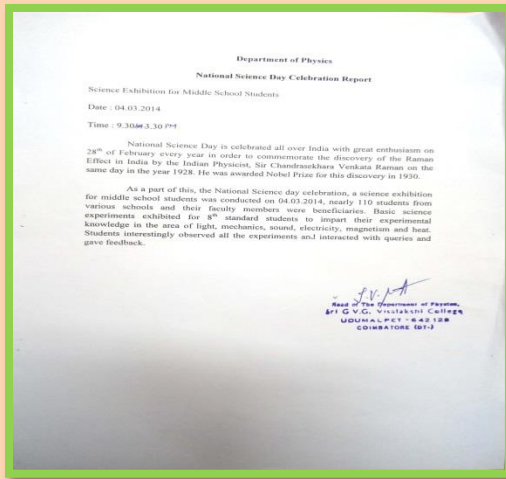 Department of Physics
National Science Day Celebration Report
Science Exhibition for Middle School Students
Date : 04.03.2014
Time : 9.30 3.30 PM
National Science Day is celebrated all over India with great enthusiasm on
28th of February every year in order to commemorate the discovery of the Raman
Effect in India by the Indian Physicist, Sir Chandrasekhara Venkata Raman on the
same day in the year 1928. He was awarded Nobel Prize for this discovery in 1930.
As a part of this, the National Science day celebration, a science exhibition
for middle school students was conducted on 04.03.2014, nearly 110 students from
various schools and their faculty members were beneficiaries. Basic science
experiments exhibited for 8th standard students to impart their experimental
knowledge in the area of light, mechanics, sound, electricity, magnetism and heat.
Students interestingly observed all the experiments and interacted with queries and
gave feedback.
Head of The Department of Physics,
Sri G.V.G. Visalakshi College
UDUMALPET - 642 128
COIMBATORE (DT.)